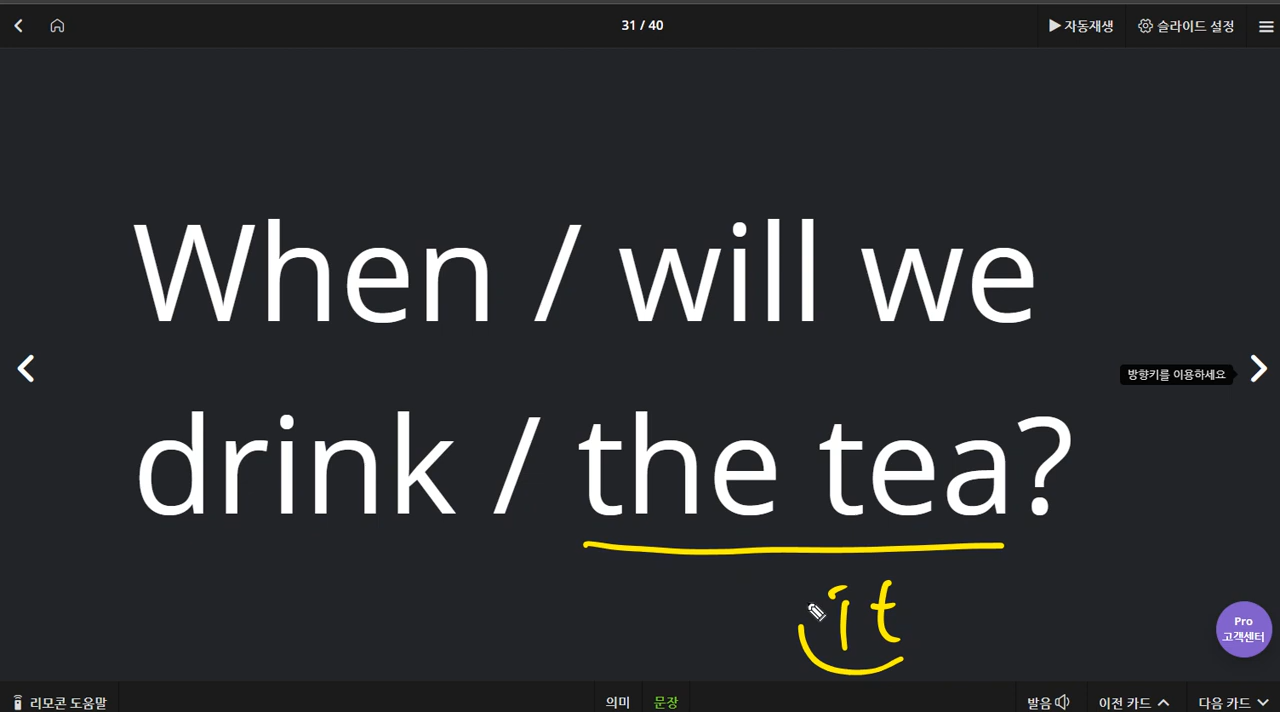 31 / 40
자동재생
슬라이드 설정
When / will we
drink / the tea?
방향키를 이용하세요
it
Pro
고객센터
리모콘 도움말
의미
문장
발음
이전 카드
다음 카드